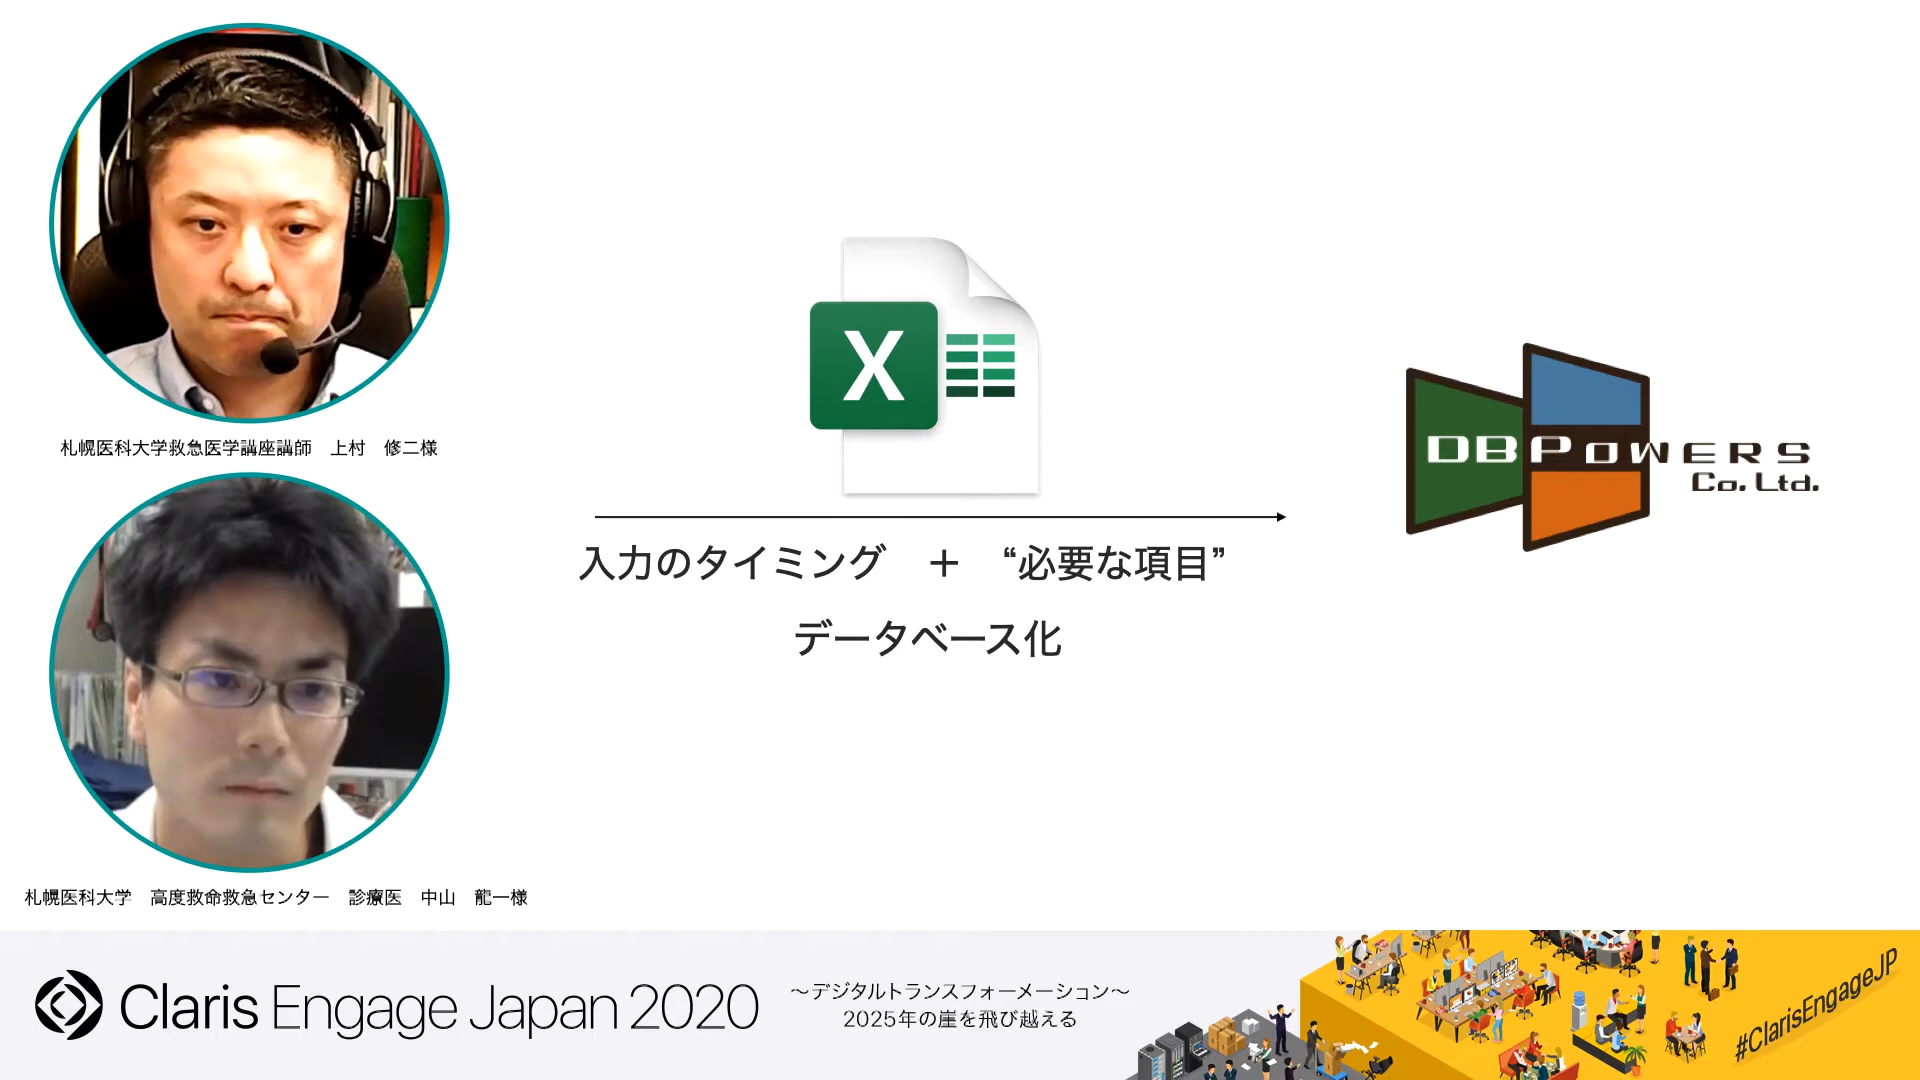 札幌医科大学救急医学講座講師　上村　修二様
札幌医科大学　高度救命救急センター　診療医　中山　龍一様
X
入力のタイミング　＋　“必要な項目”
データベース化
DBPOWERS
Co. Ltd.
Claris Engage Japan 2020
～デジタルトランスフォーメーション～
2025年の崖を飛び越える
#ClarisEngageJP